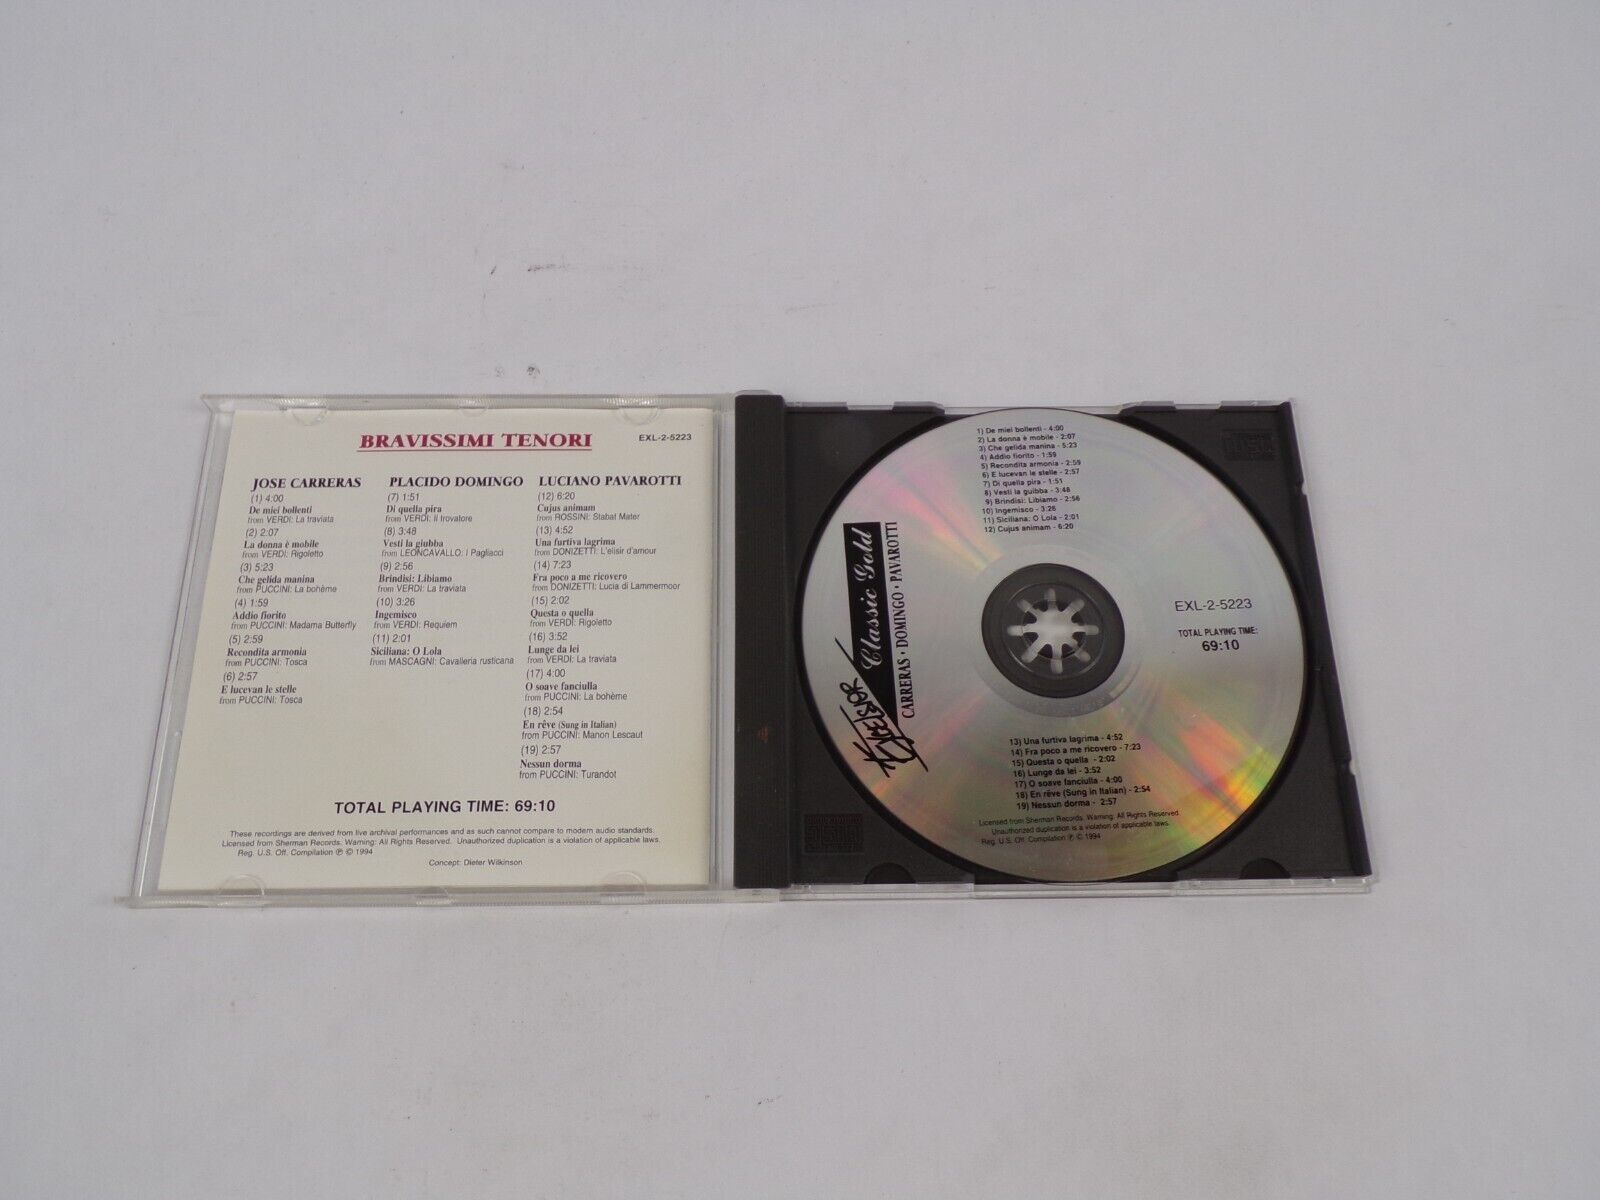 BRAVISSIMI TENORI
EXL-2-5223
JOSE CARRERAS
(1) 4:00
De miei bollenti
from VERDI: La traviata
(2) 2:07
La donna è mobile
from VERDI: Rigoletto
(3) 5:23
Che gelida manina
from PUCCINI: La bohème
(4) 1:59
Addio fiorito
from PUCCINI: Madama Butterfly
(5) 2:59
Recondita armonia
from PUCCINI: Tosca
(6) 2:57
E lucevan le stelle
from PUCCINI: Tosca
PLACIDO DOMINGO
(7) 1:51
Di quella pira
from VERDI: Il trovatore
(8) 3:48
Vesti la giubba
from LEONCAVALLO: I Pagliacci
(9) 2:56
Brindisi: Libiamo
from VERDI: La traviata
(10) 3:26
Ingemisco
from VERDI: Requiem
(11) 2:01
Siciliana: O Lola
from MASCAGNI: Cavalleria rusticana
LUCIANO PAVAROTTI
(12) 6:20
Cujus animam
from ROSSINI: Stabat Mater
(13) 4:52
Una furtiva lagrima
from DONIZETTI: L'elisir d'amour
(14) 7:23
Fra poco a me ricovero
from DONIZETTI: Lucia di Lammermoor
(15) 2:02
Questa o quella
from VERDI: Rigoletto
(16) 3:52
Lunge da lei
from VERDI: La traviata
(17) 4:00
O soave fanciulla
from PUCCINI: La bohème
(18) 2:54
En rêve (Sung in Italian)
from PUCCINI: Manon Lescaut
(19) 2:57
Nessun dorma
from PUCCINI: Turandot
TOTAL PLAYING TIME: 69:10
These recordings are derived from live archival performances and as such cannot compare to modern audio standards.
Licensed from Sherman Records. Warning: All Rights Reserved. Unauthorized duplication is a violation of applicable laws.
Reg. U.S. Off. Compilation ℗ © 1994
Concept: Dieter Wilkinson
1) De miei bollenti - 4:00
2) La donna è mobile - 2:07
3) Che gelida manina - 5:23
4) Addio fiorito - 1:59
5) Recondita armonia - 2:59
6) E lucevan le stelle - 2:57
7) Di quella pira - 1:51
8) Vesti la guibba - 3:48
9) Brindisi: Libiamo - 2:56
10) Ingemisco - 3:26
11) Siciliana: O Lola - 2:01
12) Cujus animam - 6:20
EXCELSIOR
Classic Gold
CARRERAS · DOMINGO · PAVAROTTI
EXL-2-5223
TOTAL PLAYING TIME:
69:10
13) Una furtiva lagrima - 4:52
14) Fra poco a me ricovero - 7:23
15) Questa o quella - 2:02
16) Lunge da lei - 3:52
17) O soave fanciulla - 4:00
18) En rêve (Sung in Italian) - 2:54
19) Nessun dorma - 2:57
Licensed from Sherman Records. Warning: All Rights Reserved.
Unauthorized duplication is a violation of applicable laws.
Reg. U.S. Off. Compilation ℗ © 1994